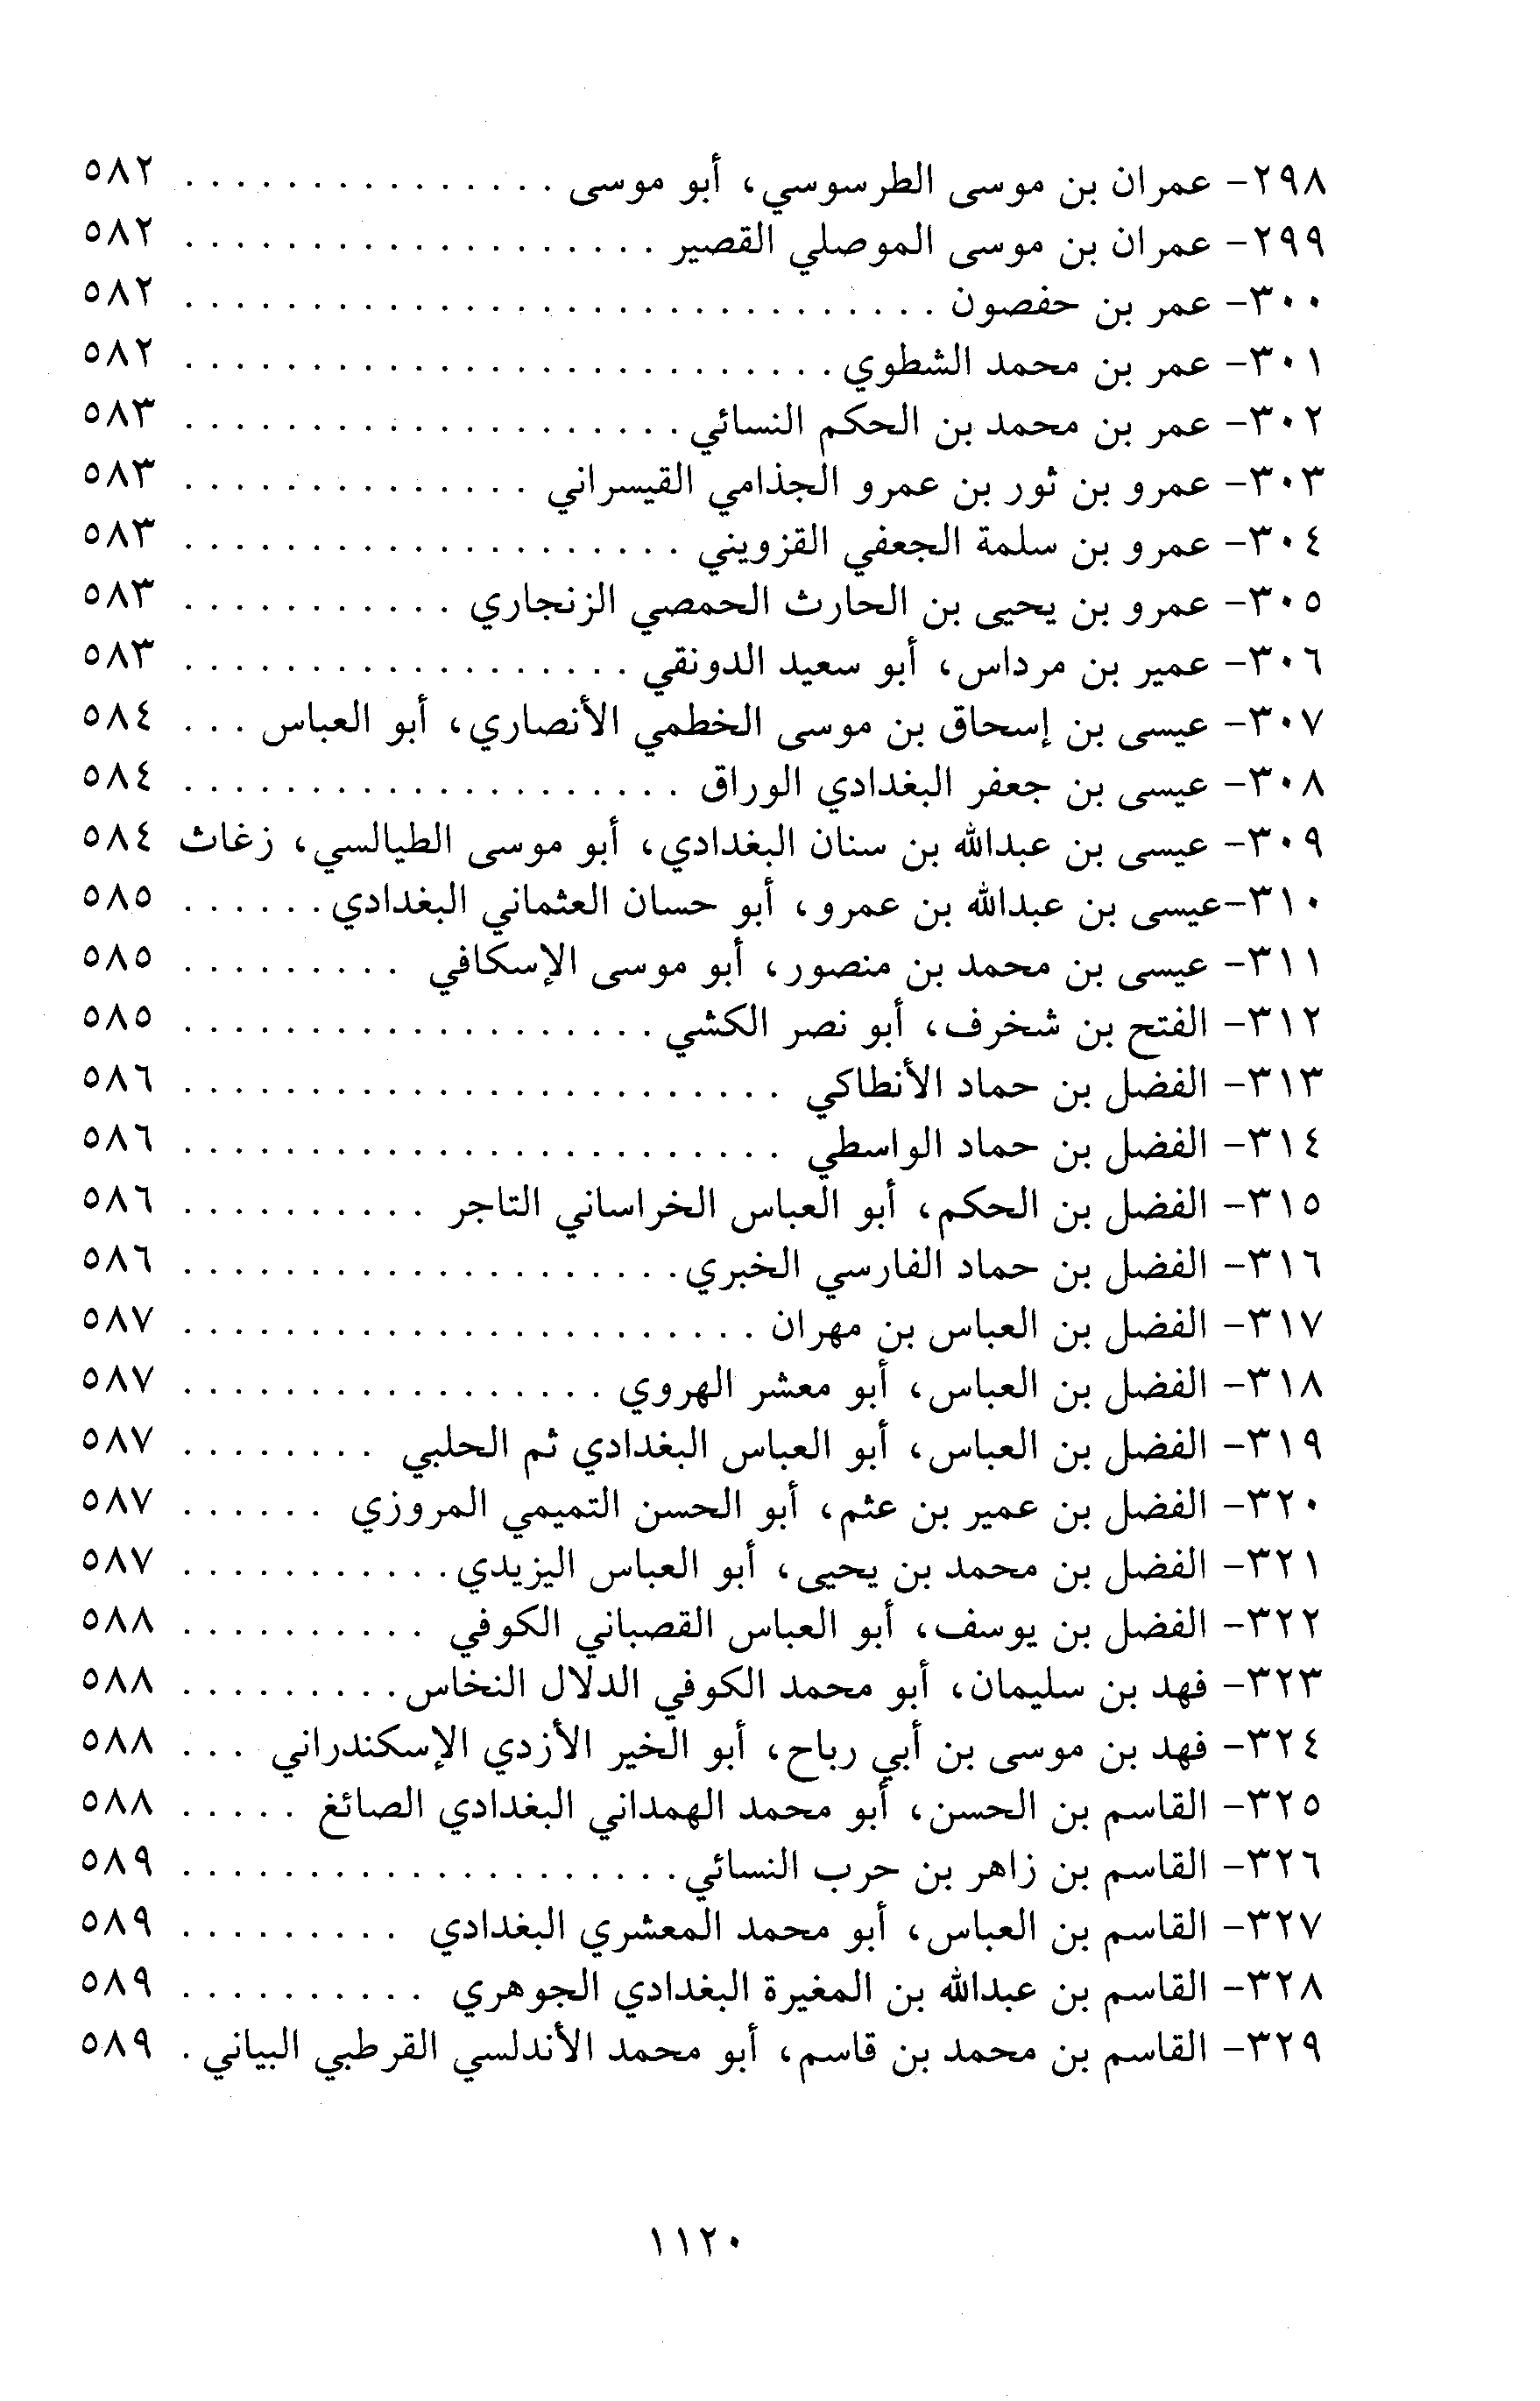 ٢٩٨- عمران بن موسى الطرسوسي، أبو موسى . . . . . . . . . . . . . . . ٥٨٢
٢٩٩- عمران بن موسى الموصلي القصير . . . . . . . . . . . . . . . . . . . ٥٨٢
٣٠٠- عمر بن حفصون . . . . . . . . . . . . . . . . . . . . . . . . . . . . . . ٥٨٢
٣٠١- عمر بن محمد الشطوي . . . . . . . . . . . . . . . . . . . . . . . . . . ٥٨٢
٣٠٢- عمر بن محمد بن الحكم النسائي . . . . . . . . . . . . . . . . . . . . ٥٨٣
٣٠٣- عمرو بن ثور بن عمرو الجذامي القيسراني . . . . . . . . . . . . . . ٥٨٣
٣٠٤- عمرو بن سلمة الجعفي القزويني . . . . . . . . . . . . . . . . . . . . ٥٨٣
٣٠٥- عمرو بن يحيى بن الحارث الحمصي الزنجاري . . . . . . . . . . . ٥٨٣
٣٠٦- عمير بن مرداس، أبو سعيد الدونقي . . . . . . . . . . . . . . . . . . ٥٨٣
٣٠٧- عيسى بن إسحاق بن موسى الخطمي الأنصاري، أبو العباس . . . ٥٨٤
٣٠٨- عيسى بن جعفر البغدادي الوراق . . . . . . . . . . . . . . . . . . . . ٥٨٤
٣٠٩- عيسى بن عبدالله بن سنان البغدادي، أبو موسى الطيالسي، زغاث ٥٨٤
٣١٠-عيسى بن عبدالله بن عمرو، أبو حسان العثماني البغدادي . . . . . . ٥٨٥
٣١١- عيسى بن محمد بن منصور، أبو موسى الإسكافي . . . . . . . . . ٥٨٥
٣١٢- الفتح بن شخرف، أبو نصر الكشي . . . . . . . . . . . . . . . . . . . ٥٨٥
٣١٣- الفضل بن حماد الأنطاكي . . . . . . . . . . . . . . . . . . . . . . . . ٥٨٦
٣١٤- الفضل بن حماد الواسطي . . . . . . . . . . . . . . . . . . . . . . . . ٥٨٦
٣١٥- الفضل بن الحكم، أبو العباس الخراساني التاجر . . . . . . . . . . ٥٨٦
٣١٦- الفضل بن حماد الفارسي الخبري . . . . . . . . . . . . . . . . . . . . ٥٨٦
٣١٧- الفضل بن العباس بن مهران . . . . . . . . . . . . . . . . . . . . . . . ٥٨٧
٣١٨- الفضل بن العباس، أبو معشر الهروي . . . . . . . . . . . . . . . . . ٥٨٧
٣١٩- الفضل بن العباس، أبو العباس البغدادي ثم الحلبي . . . . . . . . ٥٨٧
٣٢٠- الفضل بن عمير بن عثم، أبو الحسن التميمي المروزي . . . . . . ٥٨٧
٣٢١- الفضل بن محمد بن يحيى، أبو العباس اليزيدي . . . . . . . . . . . ٥٨٧
٣٢٢- الفضل بن يوسف، أبو العباس القصباني الكوفي . . . . . . . . . . ٥٨٨
٣٢٣- فهد بن سليمان، أبو محمد الكوفي الدلال النخاس . . . . . . . . . ٥٨٨
٣٢٤- فهد بن موسى بن أبي رباح، أبو الخير الأزدي الإسكندراني . . . ٥٨٨
٣٢٥- القاسم بن الحسن، أبو محمد الهمداني البغدادي الصائغ . . . . . ٥٨٨
٣٢٦- القاسم بن زاهر بن حرب النسائي . . . . . . . . . . . . . . . . . . . . ٥٨٩
٣٢٧- القاسم بن العباس، أبو محمد المعشري البغدادي . . . . . . . . . ٥٨٩
٣٢٨- القاسم بن عبدالله بن المغيرة البغدادي الجوهري . . . . . . . . . . ٥٨٩
٣٢٩- القاسم بن محمد بن قاسم، أبو محمد الأندلسي القرطبي البياني . ٥٨٩
١١٢٠